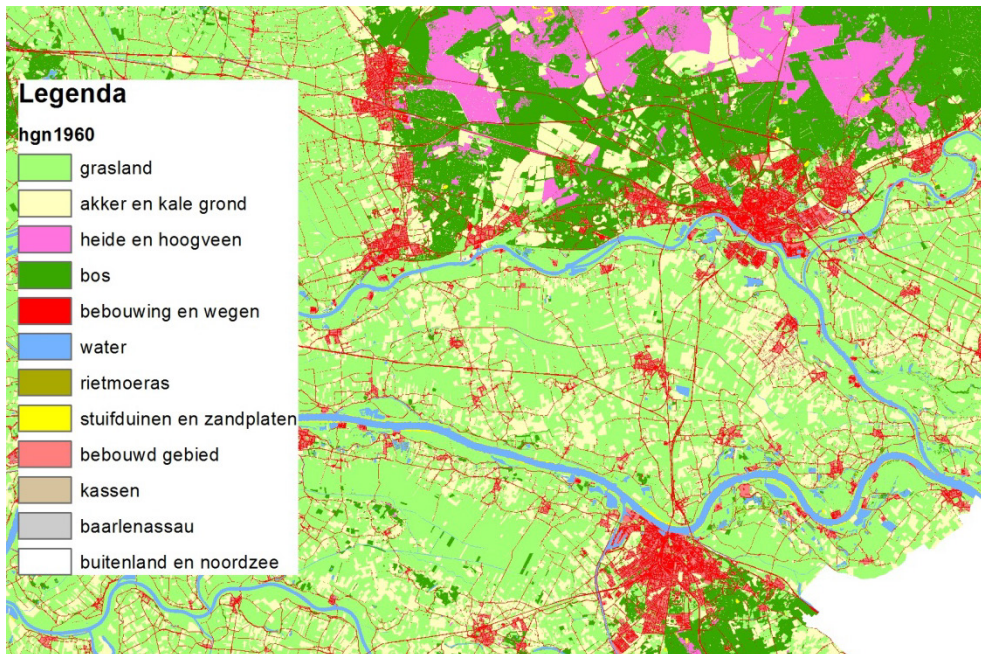 Legenda
hgn1960
grasland
akker en kale grond
heide en hoogveen
bos
bebouwing en wegen
water
rietmoeras
stuifduinen en zandplaten
bebouwd gebied
kassen
baarlenassau
buitenland en noordzee